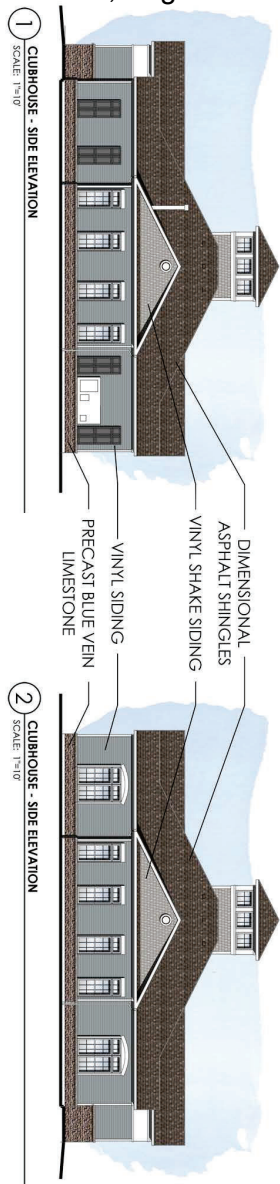 DIMENSIONAL
ASPHALT SHINGLES
VINYL SHAKE SIDING
VINYL SIDING
PRECAST BLUE VEIN
LIMESTONE
1
CLUBHOUSE - SIDE ELEVATION
SCALE: 1"=10'
2
CLUBHOUSE - SIDE ELEVATION
SCALE: 1"=10'